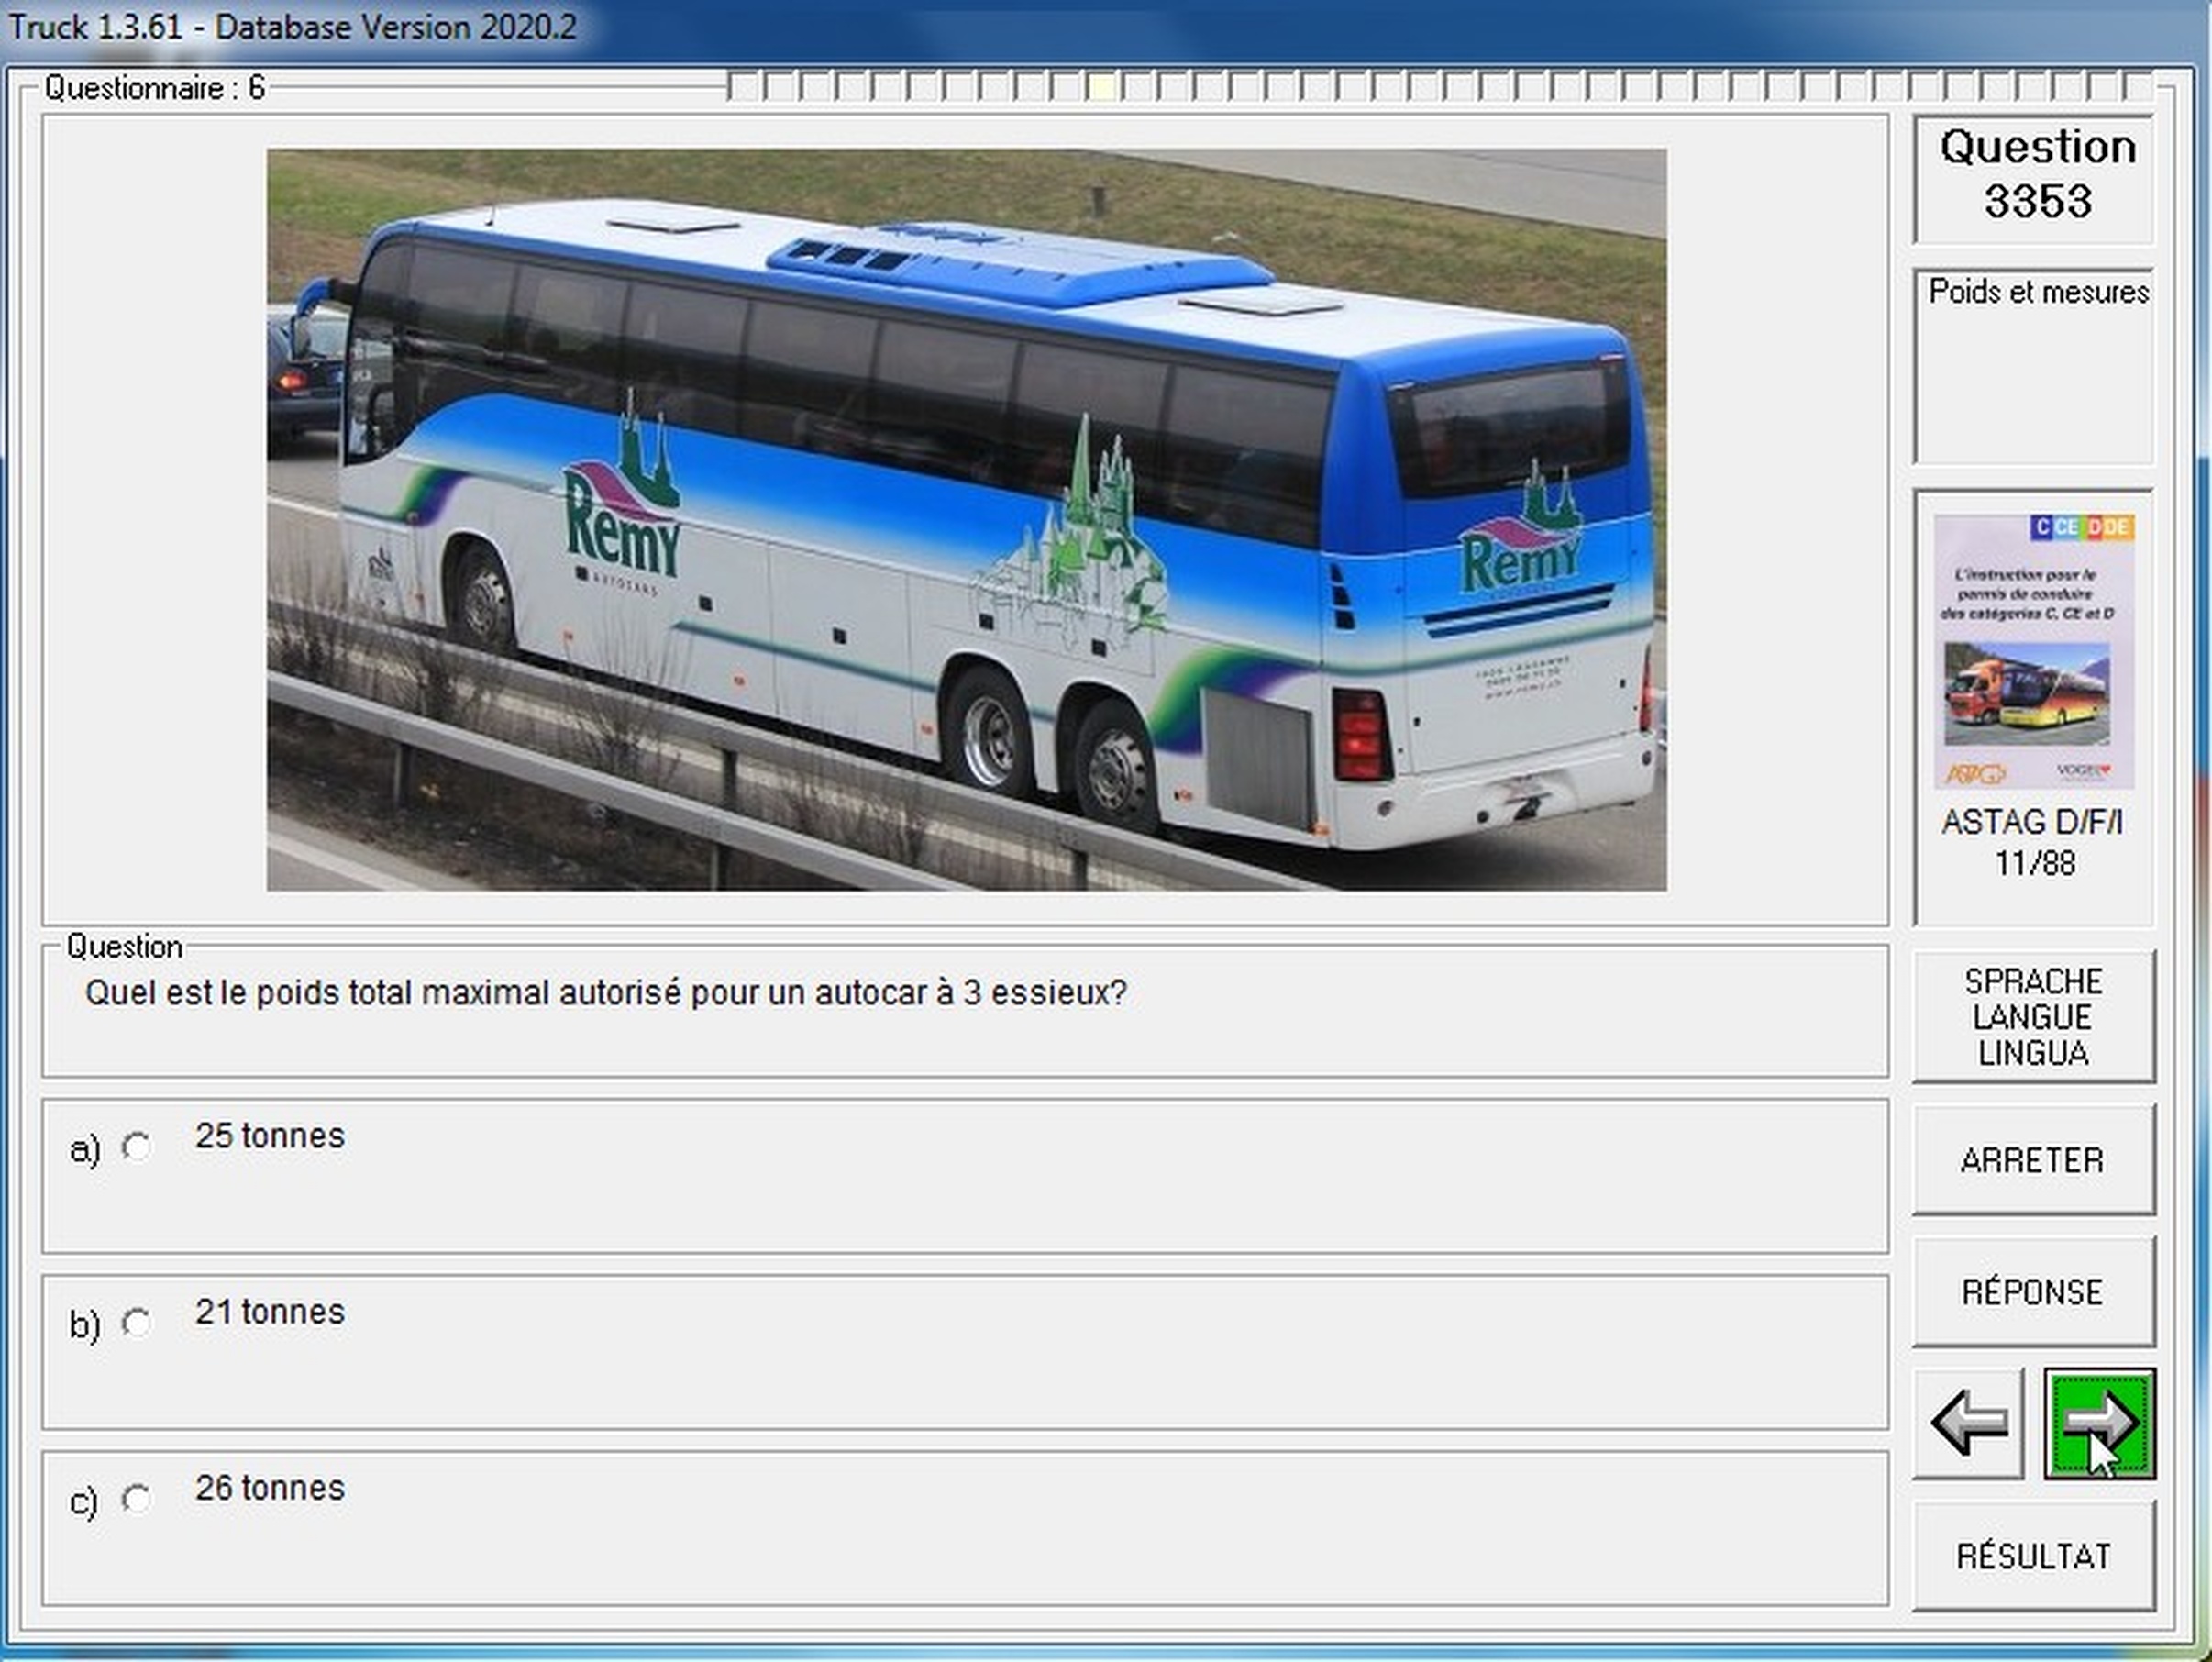 Truck 1.3.61 - Database Version 2020.2
Questionnaire : 6
Question
3353
Poids et mesures
Remy
AUTOCARS
Remy
www.remy.ch
C CE D DE
L'instruction pour le
permis de conduire
des catégories C, CE et D
ASTAG
VOGEL
ASTAG D/F/I
11/88
Question
Quel est le poids total maximal autorisé pour un autocar à 3 essieux?
SPRACHE
LANGUE
LINGUA
a) 25 tonnes
ARRETER
b) 21 tonnes
RÉPONSE
c) 26 tonnes
RÉSULTAT